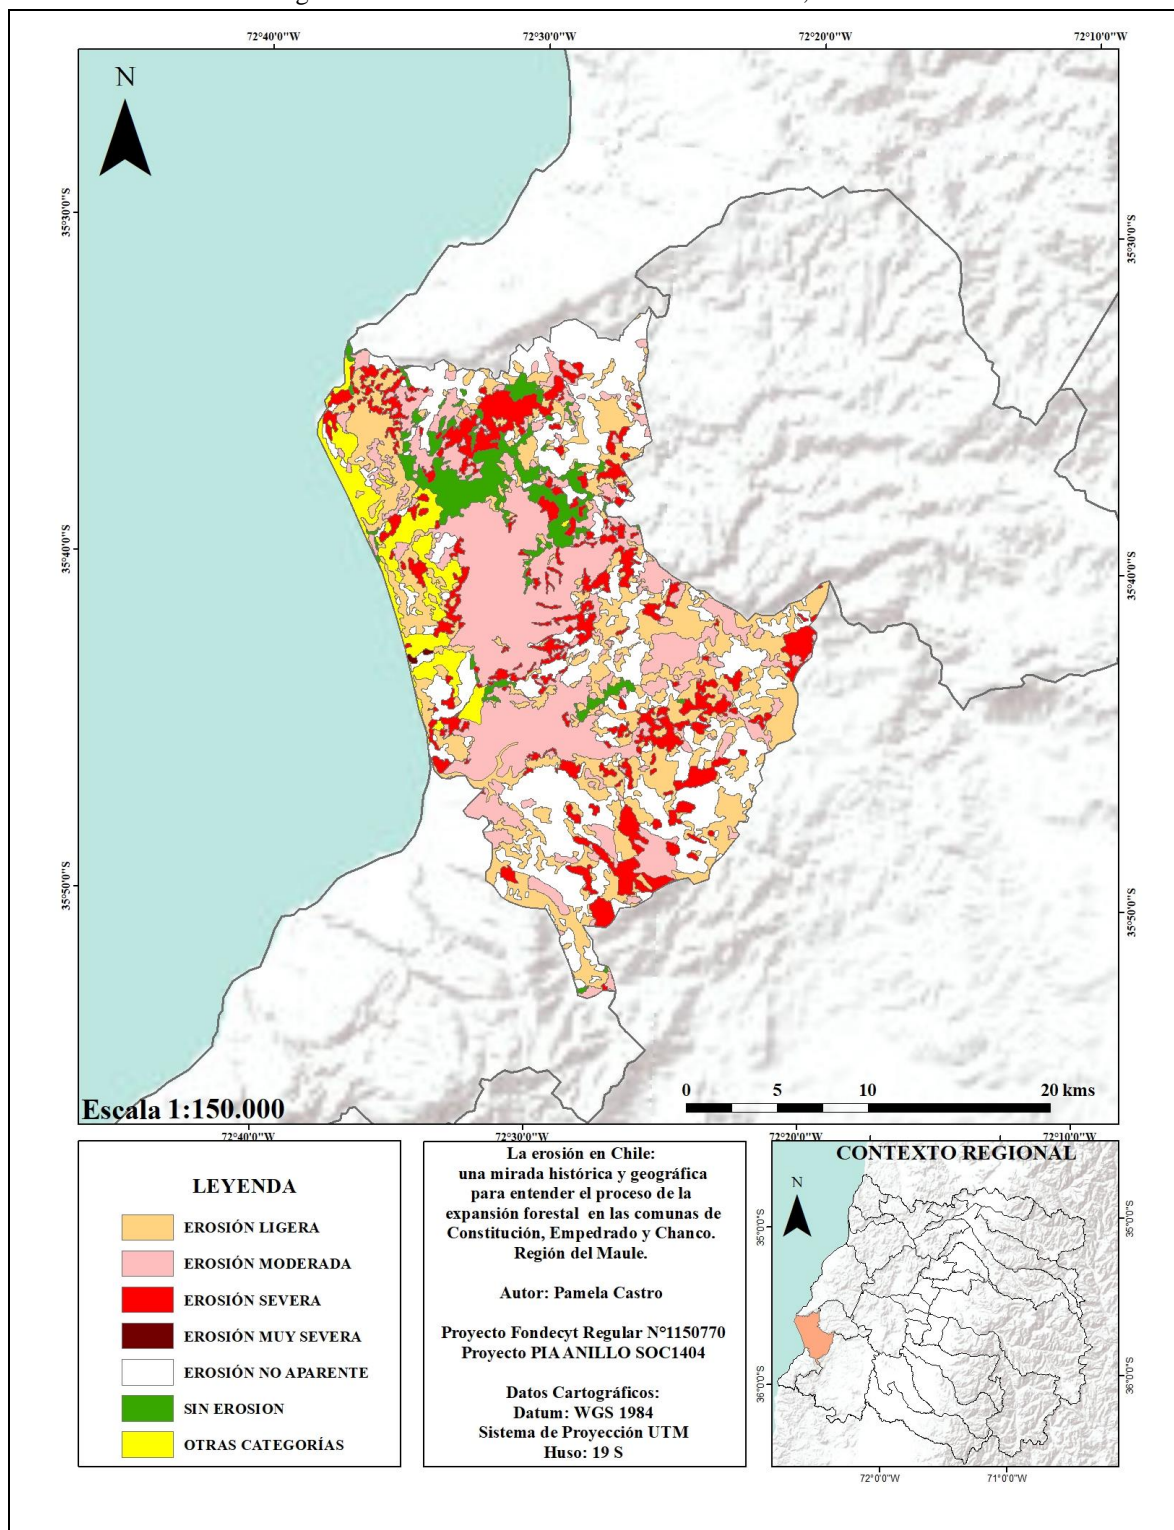 72°40'0"W 72°30'0"W 72°20'0"W 72°10'0"W
N
35°30'0"S
35°30'0"S
35°40'0"S
35°40'0"S
35°50'0"S
35°50'0"S
0 5 10 20 kms
Escala 1:150.000
72°40'0"W 72°30'0"W 72°20'0"W 72°10'0"W
LEYENDA
EROSIÓN LIGERA
EROSIÓN MODERADA
EROSIÓN SEVERA
EROSIÓN MUY SEVERA
EROSIÓN NO APARENTE
SIN EROSION
OTRAS CATEGORÍAS
La erosión en Chile:
una mirada histórica y geográfica
para entender el proceso de la
expansión forestal en las comunas de
Constitución, Empedrado y Chanco.
Región del Maule.
Autor: Pamela Castro
Proyecto Fondecyt Regular N°1150770
Proyecto PIA ANILLO SOC1404
Datos Cartográficos:
Datum: WGS 1984
Sistema de Proyección UTM
Huso: 19 S
CONTEXTO REGIONAL
N
35°0'0"S
35°0'0"S
36°0'0"S
36°0'0"S
72°0'0"W 71°0'0"W